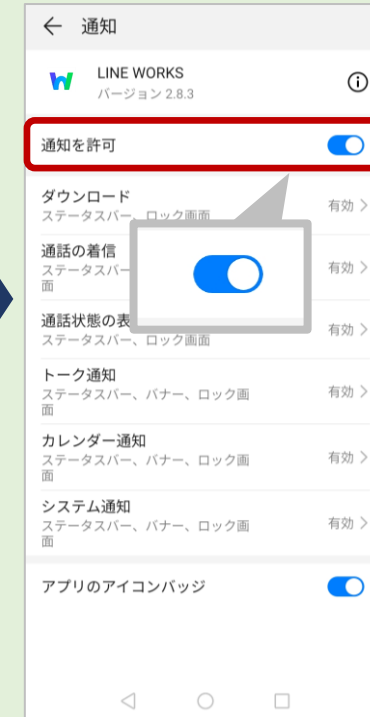 通知
LINE WORKS
バージョン 2.8.3
通知を許可
ダウンロード
ステータスバー、ロック画面
有効
通話の着信
ステータスバー
面
有効
通話状態の表
ステータスバー、ロック画面
有効
トーク通知
ステータスバー、バナー、ロック画
面
有効
カレンダー通知
ステータスバー、バナー、ロック画
面
有効
システム通知
ステータスバー、バナー、ロック画
面
有効
アプリのアイコンバッジ